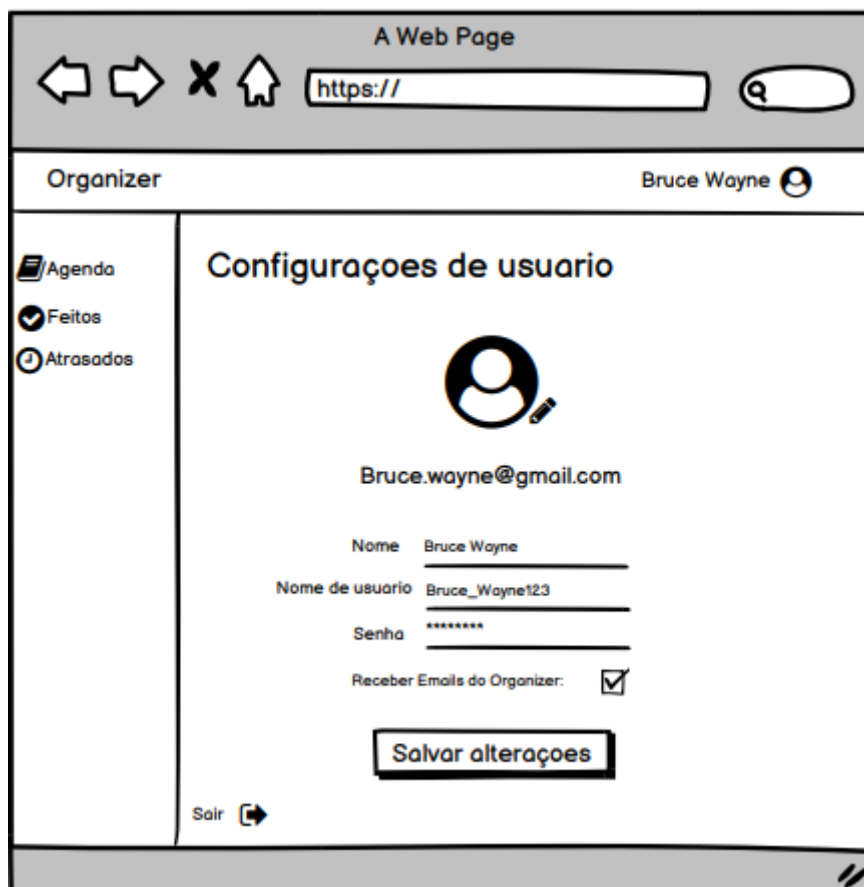 A Web Page
https://
Organizer
Bruce Wayne
Agenda
Feitos
Atrasados
Configuraçoes de usuario
Bruce.wayne@gmail.com
Nome Bruce Wayne
Nome de usuario Bruce_Wayne123
Senha ********
Receber Emails do Organizer:
Salvar alteraçoes
Sair